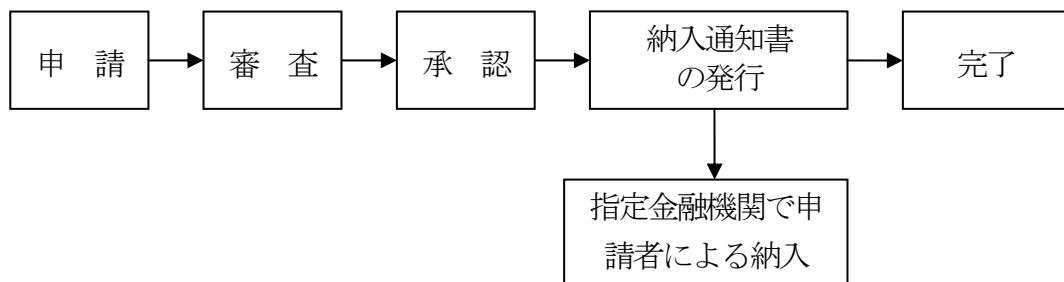 申　請
審　査
承　認
納入通知書
の発行
完了
指定金融機関で申
請者による納入